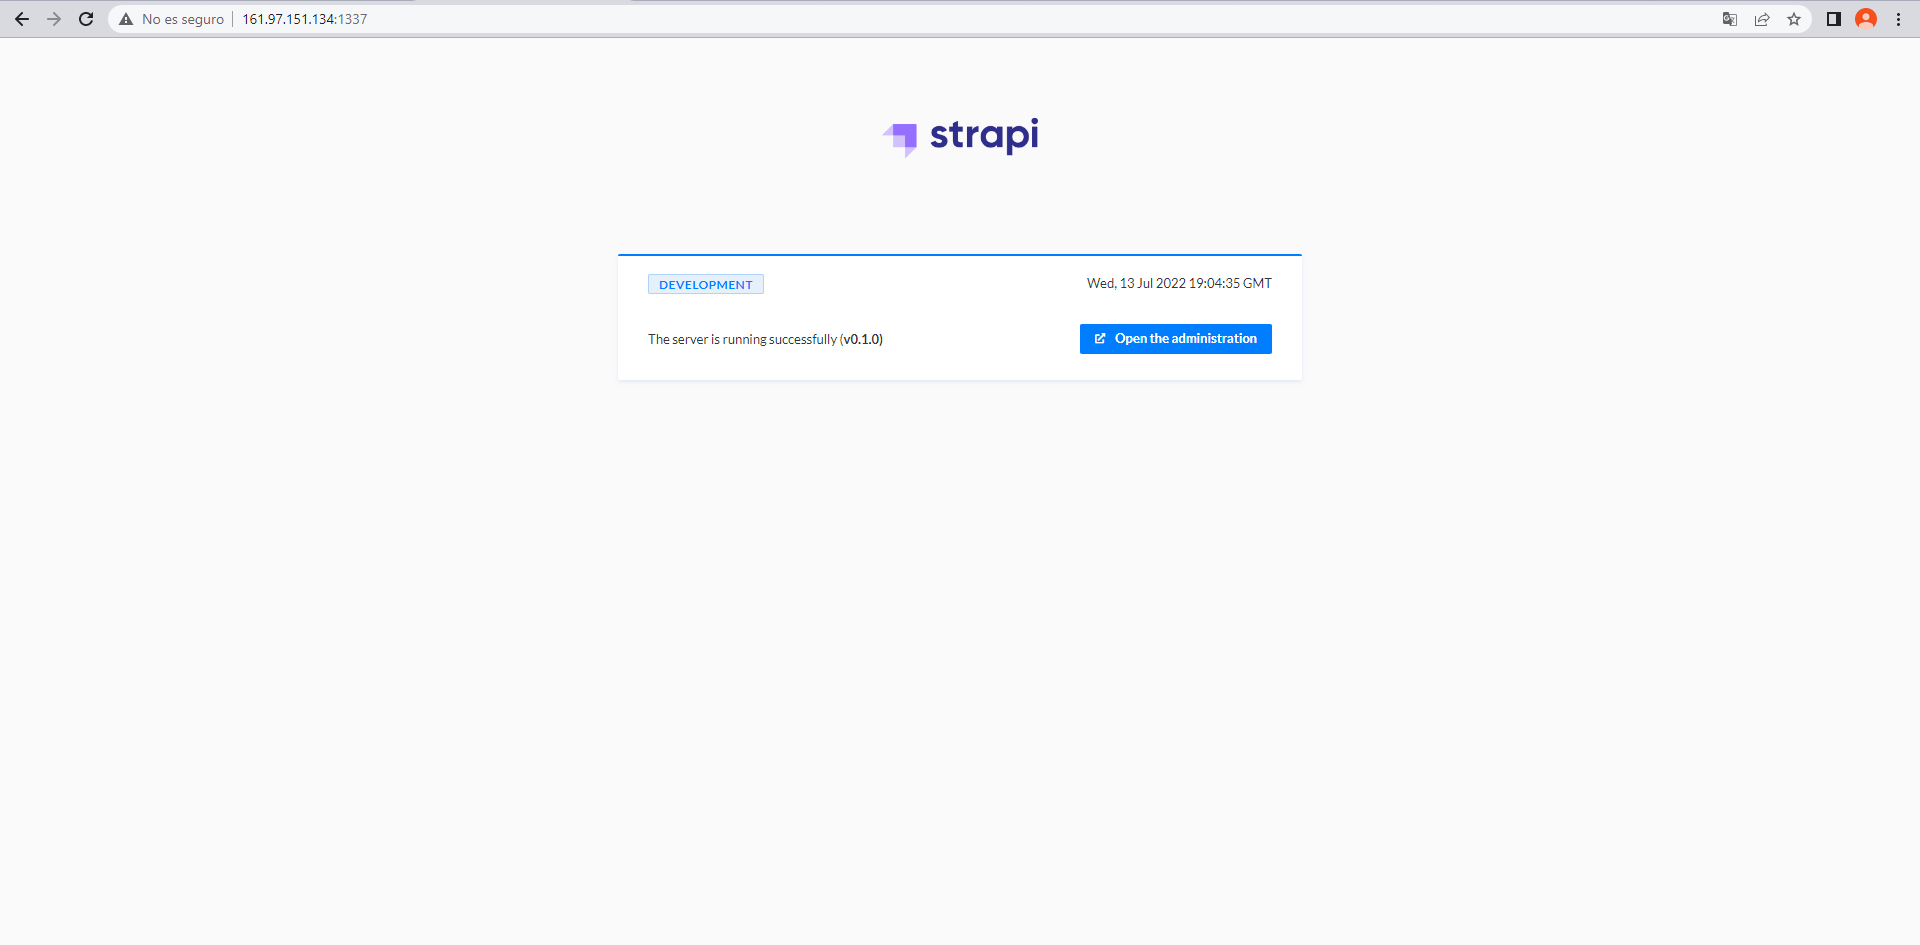 No es seguro 161.97.151.134:1337
strapi
DEVELOPMENT Wed, 13 Jul 2022 19:04:35 GMT
The server is running successfully (v0.1.0) Open the administration